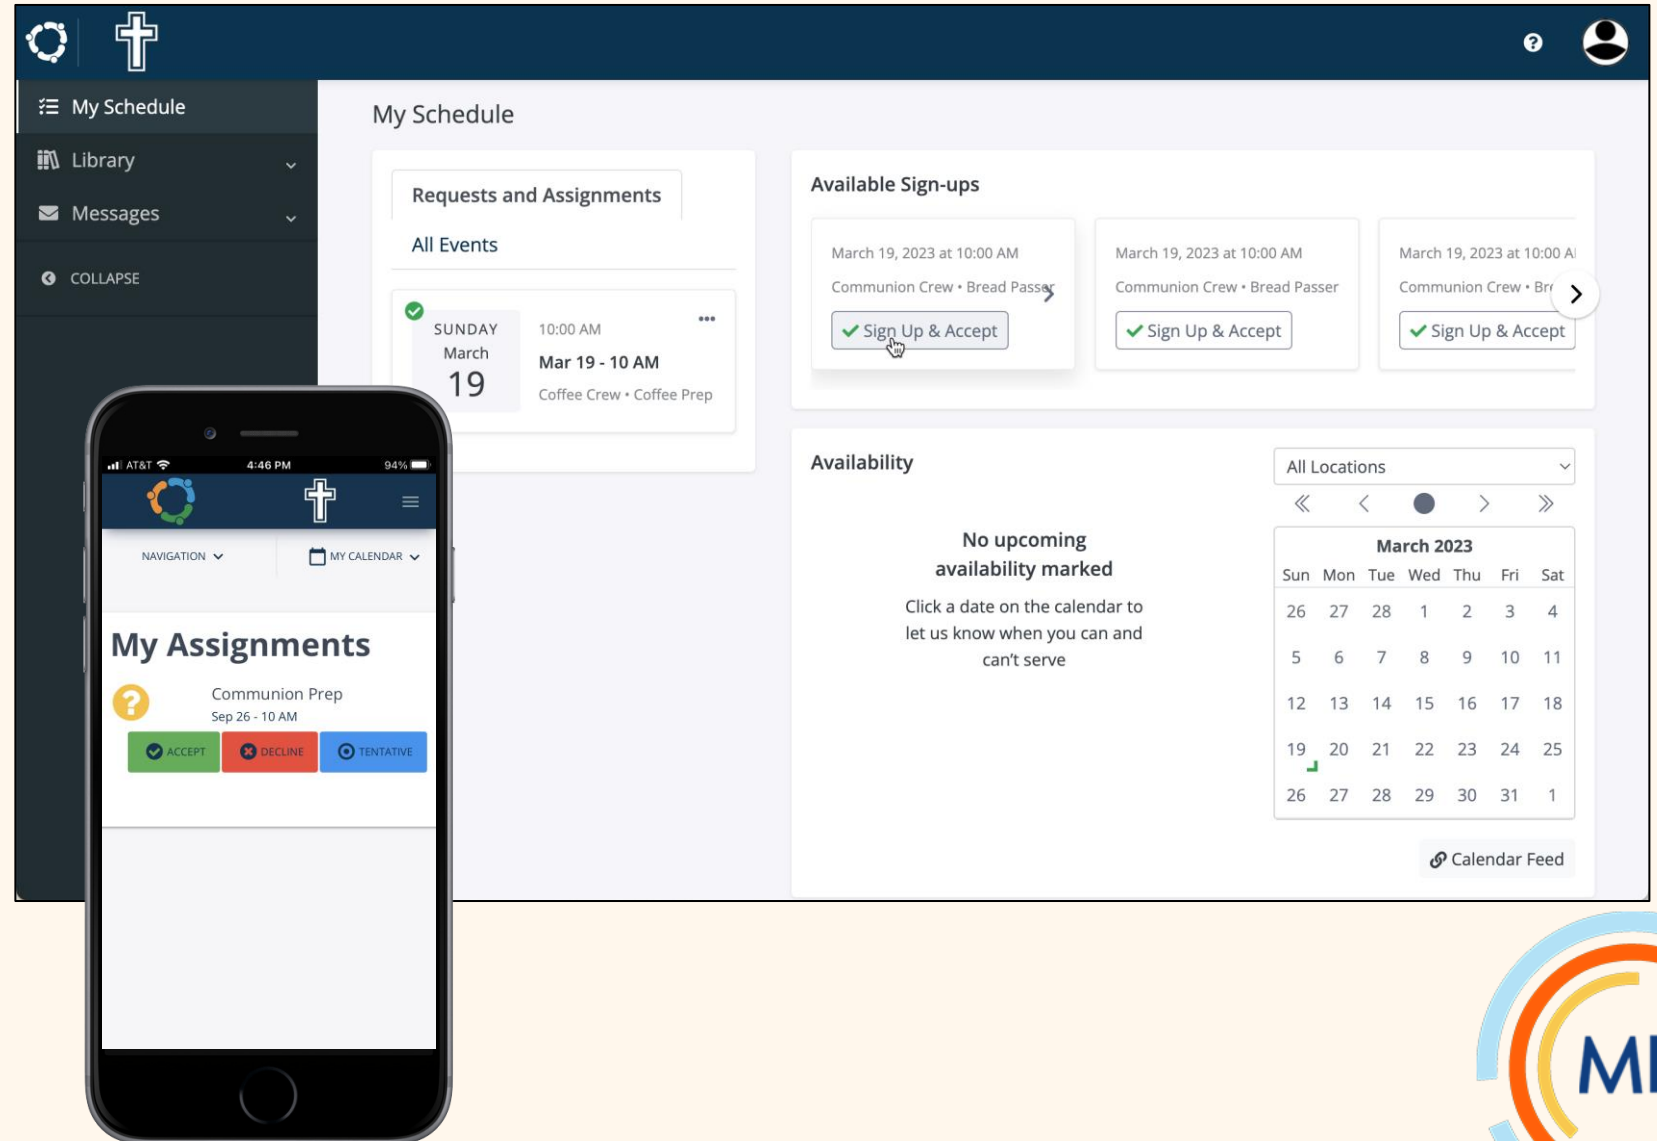 My Schedule
Library
Messages
COLLAPSE
My Schedule
Requests and Assignments
All Events
SUNDAY
March
19
10:00 AM
Mar 19 - 10 AM
Coffee Crew • Coffee Prep
Available Sign-ups
March 19, 2023 at 10:00 AM
Communion Crew • Bread Passer
Sign Up & Accept
March 19, 2023 at 10:00 AM
Communion Crew • Bread Passer
Sign Up & Accept
March 19, 2023 at 10:00
Communion Crew •
Sign Up & Accept
Availability
No upcoming
availability marked
Click a date on the calendar to
let us know when you can and
can't serve
All Locations
March 2023
Sun Mon Tue Wed Thu Fri Sat
26 27 28 1 2 3 4
5 6 7 8 9 10 11
12 13 14 15 16 17 18
19 20 21 22 23 24 25
26 27 28 29 30 31 1
Calendar Feed
AT&T 4:46 PM 94%
NAVIGATION MY CALENDAR
My Assignments
Communion Prep
Sep 26 - 10 AM
ACCEPT DECLINE TENTATIVE